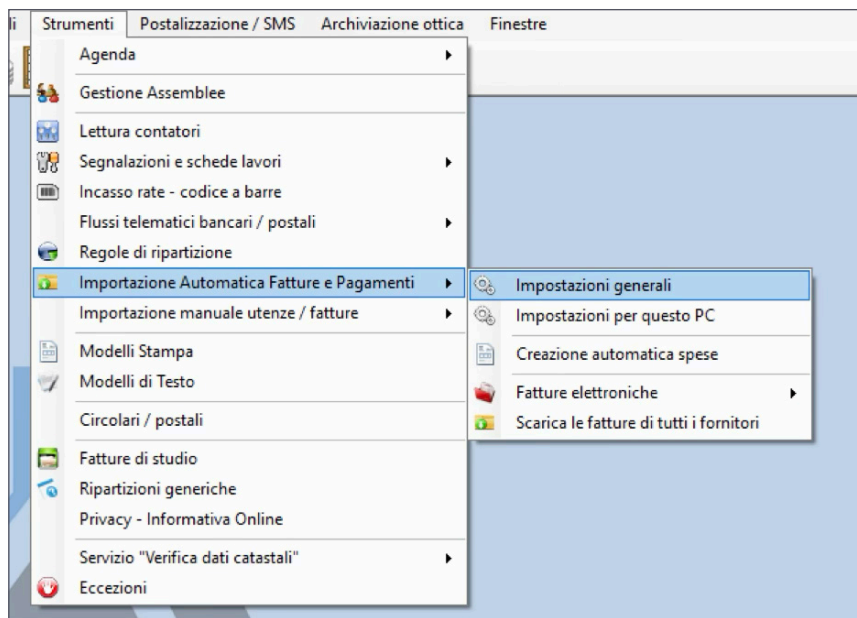 li Strumenti Postalizzazione / SMS Archiviazione ottica Finestre
Agenda
Gestione Assemblee
Lettura contatori
Segnalazioni e schede lavori
Incasso rate - codice a barre
Flussi telematici bancari / postali
Regole di ripartizione
Importazione Automatica Fatture e Pagamenti
Importazione manuale utenze / fatture
Modelli Stampa
Modelli di Testo
Circolari / postali
Fatture di studio
Ripartizioni generiche
Privacy - Informativa Online
Servizio "Verifica dati catastali"
Eccezioni
Impostazioni generali
Impostazioni per questo PC
Creazione automatica spese
Fatture elettroniche
Scarica le fatture di tutti i fornitori